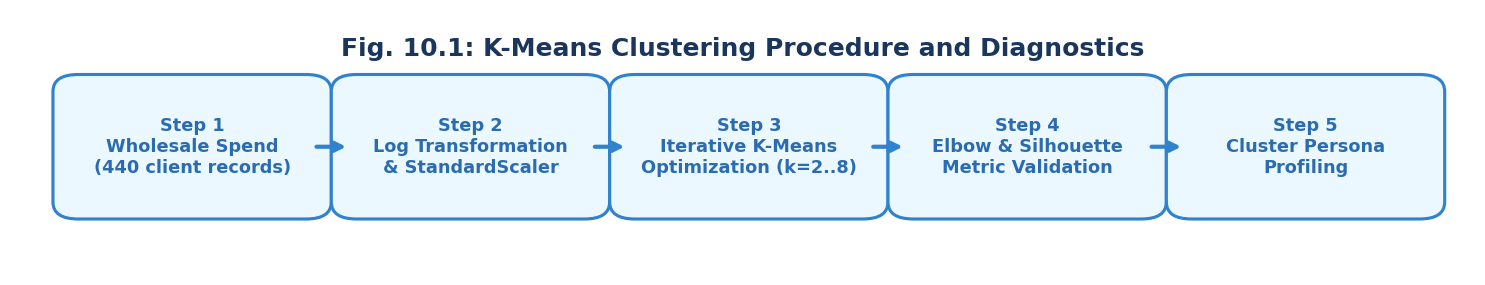 Fig. 10.1: K-Means Clustering Procedure and Diagnostics
Step 1
Wholesale Spend
(440 client records)
Step 2
Log Transformation
& StandardScaler
Step 3
Iterative K-Means
Optimization (k=2..8)
Step 4
Elbow & Silhouette
Metric Validation
Step 5
Cluster Persona
Profiling